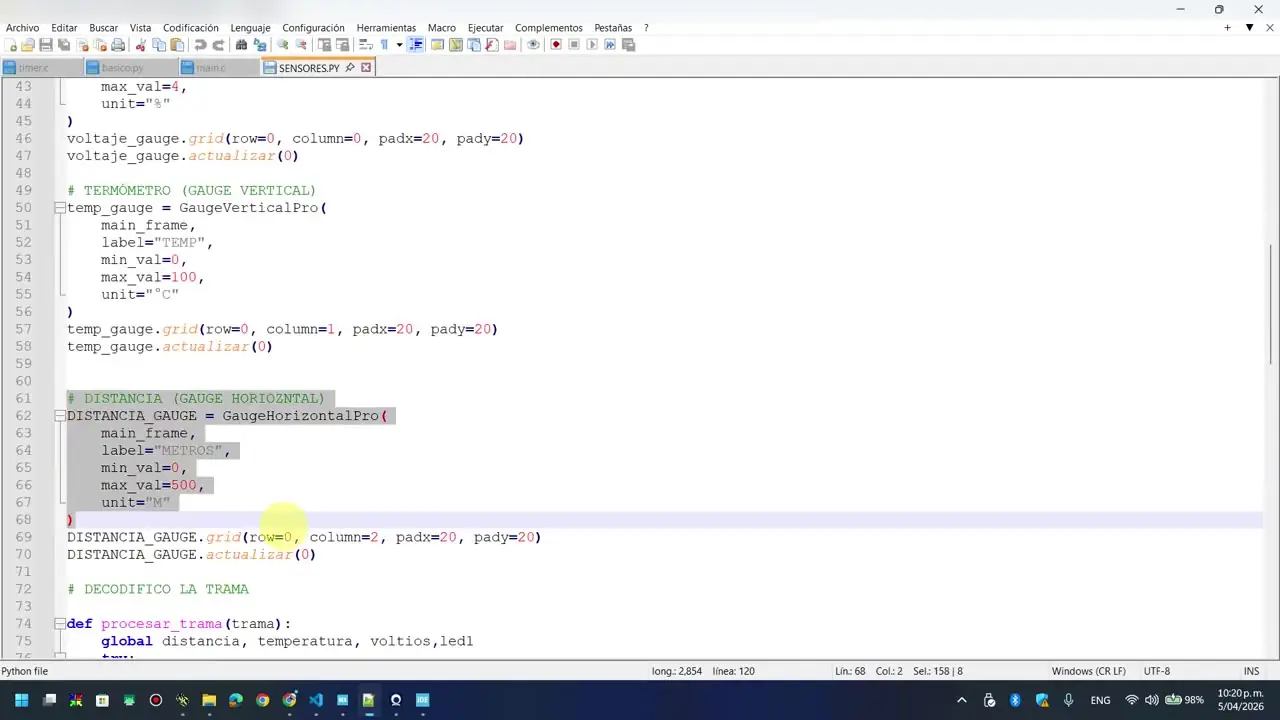 Archivo Editar Buscar Vista Codificación Lenguaje Configuración Herramientas Macro Ejecutar Complementos Pestañas ?
timer.c basico.py main.c SENSORES.PY
43 max_val=4,
44 unit="%"
45 )
46 voltaje_gauge.grid(row=0, column=0, padx=20, pady=20)
47 voltaje_gauge.actualizar(0)
48
49 # TERMÓMETRO (GAUGE VERTICAL)
50 temp_gauge = GaugeVerticalPro(
51 main_frame,
52 label="TEMP",
53 min_val=0,
54 max_val=100,
55 unit="°C"
56 )
57 temp_gauge.grid(row=0, column=1, padx=20, pady=20)
58 temp_gauge.actualizar(0)
59
60
61 # DISTANCIA (GAUGE HORIOZNTAL)
62 DISTANCIA_GAUGE = GaugeHorizontalPro(
63 main_frame,
64 label="METROS",
65 min_val=0,
66 max_val=500,
67 unit="M"
68 )
69 DISTANCIA_GAUGE.grid(row=0, column=2, padx=20, pady=20)
70 DISTANCIA_GAUGE.actualizar(0)
71
72 # DECODIFICO LA TRAMA
73
74 def procesar_trama(trama):
75 global distancia, temperatura, voltios,led1
76 try:
Python file long.: 2,854 línea: 120 Lín.: 68 Col.: 2 Sel.: 158 | 8 Windows (CR LF) UTF-8 INS
ENG 98% 10:20 p.m.
5/04/2026